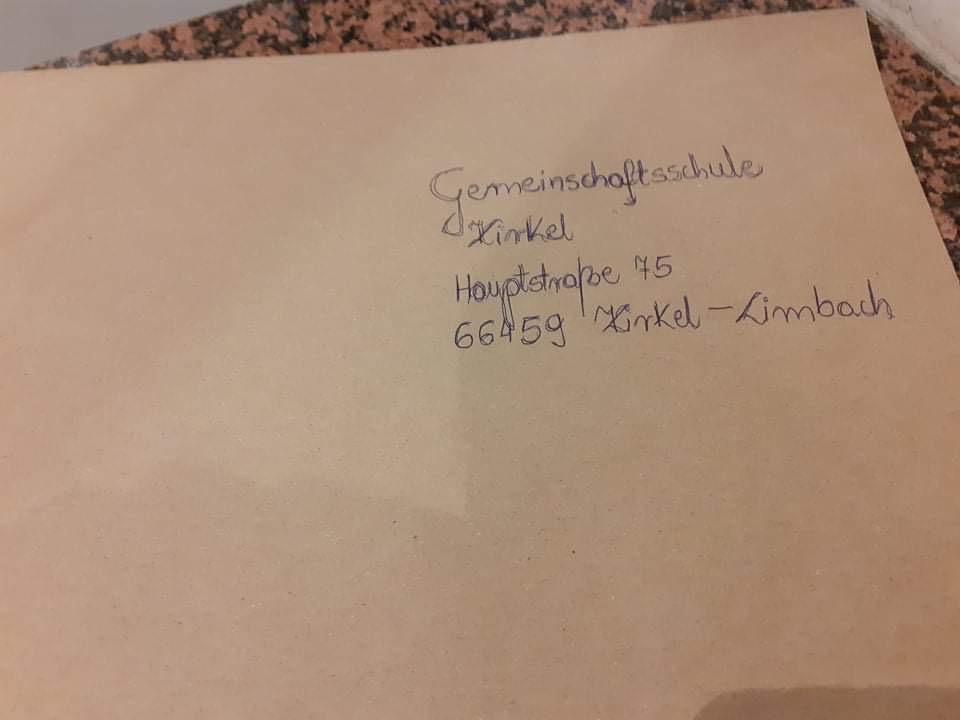 Gemeinschaftsschule
Kirkel
Hauptstraße 75
66459 Kirkel-Limbach